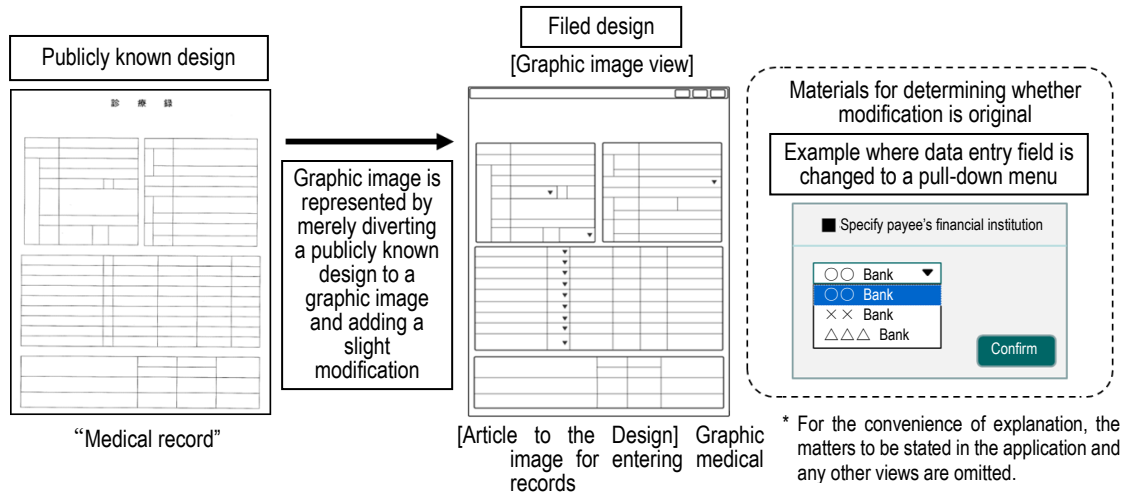 Publicly known design
診 療 録
"Medical record"
Graphic image is
represented by
merely diverting
a publicly known
design to a
graphic image
and adding a
slight
modification
Filed design
[Graphic image view]
[Article to the Design] Graphic
image for entering medical
records
Materials for determining whether
modification is original
Example where data entry field is
changed to a pull-down menu
■ Specify payee's financial institution
○○ Bank ▼
○○ Bank
×× Bank
△△△ Bank
Confirm
* For the convenience of explanation, the
matters to be stated in the application and
any other views are omitted.